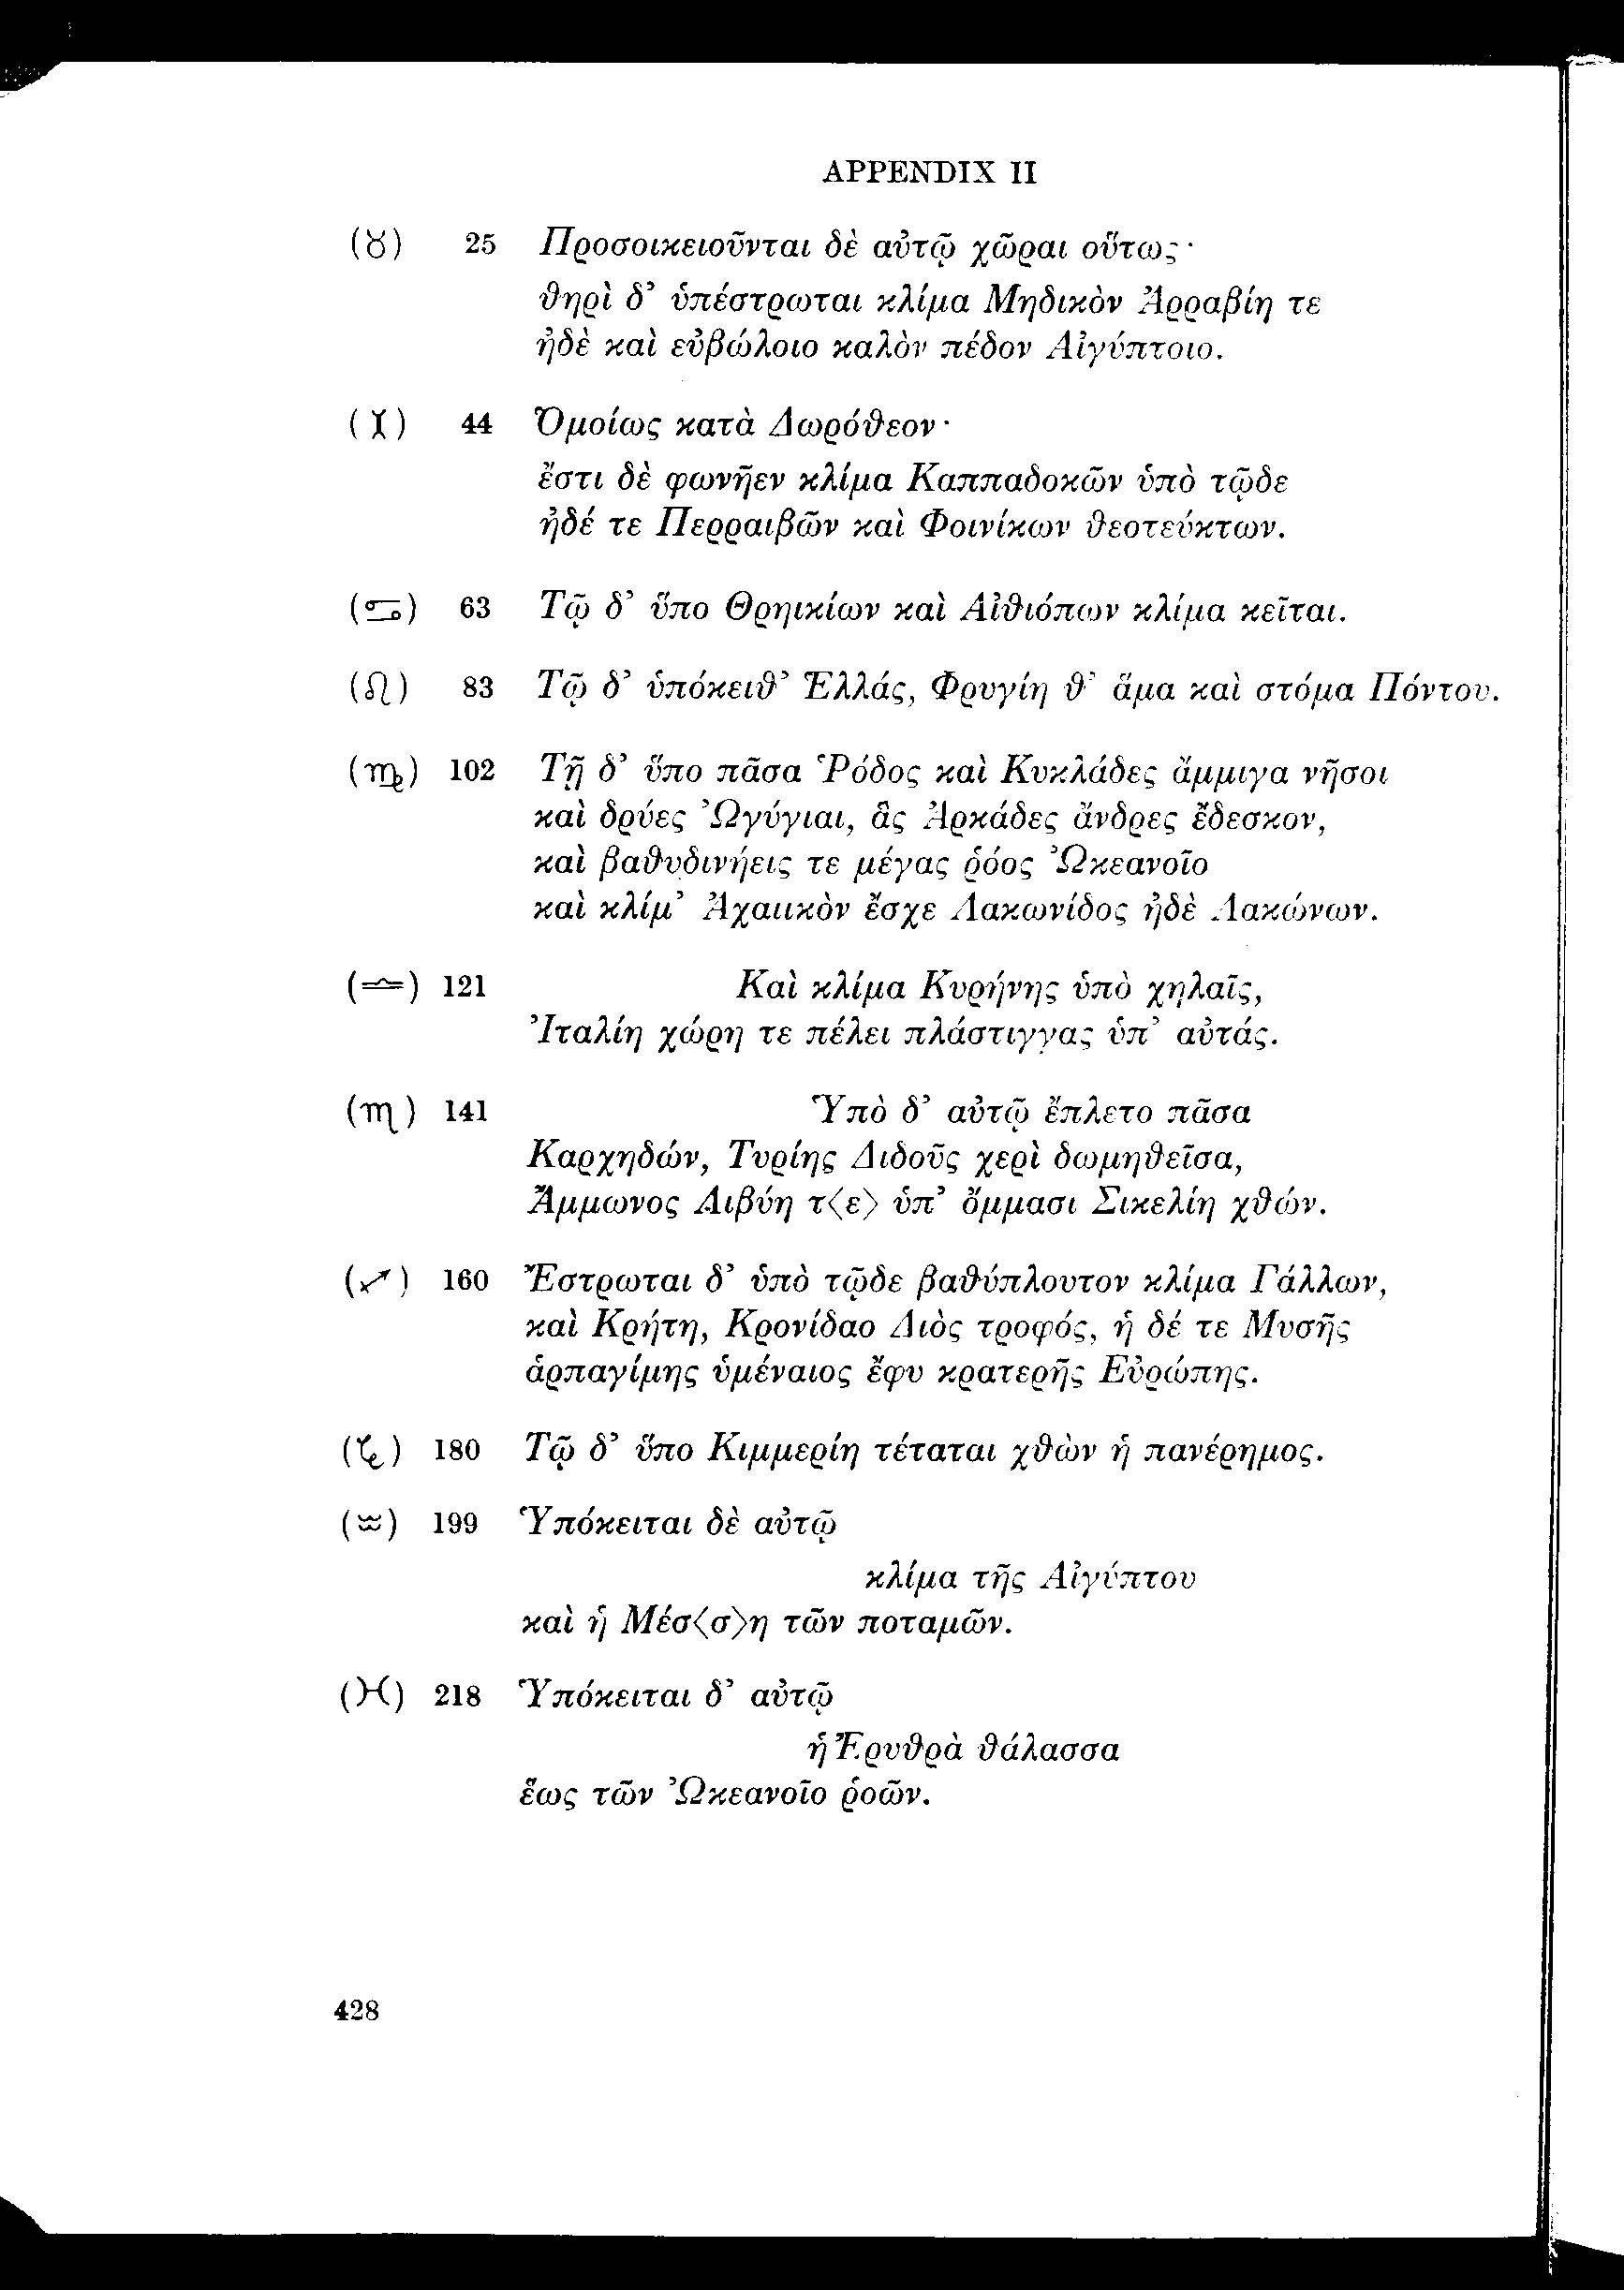 APPENDIX II
(♉) 25 Προσοικειοῦνται δὲ αὐτῷ χῶραι οὕτως·
θηρὶ δ’ ὑπέστρωται κλίμα Μηδικὸν Ἀρραβίη τε
ἠδὲ καὶ εὐβώλοιο καλὸν πέδον Αἰγύπτοιο.
(♊) 44 Ὁμοίως κατὰ Δωρόθεον·
ἔστι δὲ φωνῆεν κλίμα Καππαδοκῶν ὑπὸ τῷδε
ἠδέ τε Περραιβῶν καὶ Φοινίκων θεοτεύκτων.
(♋) 63 Τῷ δ’ ὕπο Θρηικίων καὶ Αἰθιόπων κλίμα κεῖται.
(♌) 83 Τῷ δ’ ὑπόκειθ’ Ἑλλάς, Φρυγίη θ’ ἅμα καὶ στόμα Πόντου.
(♍) 102 Τῇ δ’ ὕπο πᾶσα Ῥόδος καὶ Κυκλάδες ἄμμιγα νῆσοι
καὶ δρύες Ὠγύγιαι, ἃς Ἀρκάδες ἄνδρες ἔδεσκον,
καὶ βαθυδινήεις τε μέγας ῥόος Ὠκεανοῖο
καὶ κλίμ’ Ἀχαιικὸν ἔσχε Λακωνίδος ἠδὲ Λακώνων.
(♎) 121 Καὶ κλίμα Κυρήνης ὑπὸ χηλαῖς,
Ἰταλίη χώρη τε πέλει πλάστιγγας ὑπ’ αὐτάς.
(♏) 141 Ὑπὸ δ’ αὐτῷ ἔπλετο πᾶσα
Καρχηδών, Τυρίης Διδοῦς χερὶ δωμηθεῖσα,
Ἄμμωνος Λιβύη τ⟨ε⟩ ὑπ’ ὄμμασι Σικελίη χθών.
(♐) 160 Ἔστρωται δ’ ὑπὸ τῷδε βαθύπλουτον κλίμα Γάλλων,
καὶ Κρήτη, Κρονίδαο Διὸς τροφός, ἡ δέ τε Μυσῆς
ἁρπαγίμης ὑμέναιος ἔφυ κρατερῆς Εὐρώπης.
(♑) 180 Τῷ δ’ ὕπο Κιμμερίη τέταται χθὼν ἡ πανέρημος.
(♒) 199 Ὑπόκειται δὲ αὐτῷ
κλίμα τῆς Αἰγύπτου
καὶ ἡ Μέσ⟨σ⟩η τῶν ποταμῶν.
(♓) 218 Ὑπόκειται δ’ αὐτῷ
ἡ Ἐρυθρὰ θάλασσα
ἕως τῶν Ὠκεανοῖο ῥοῶν.
428